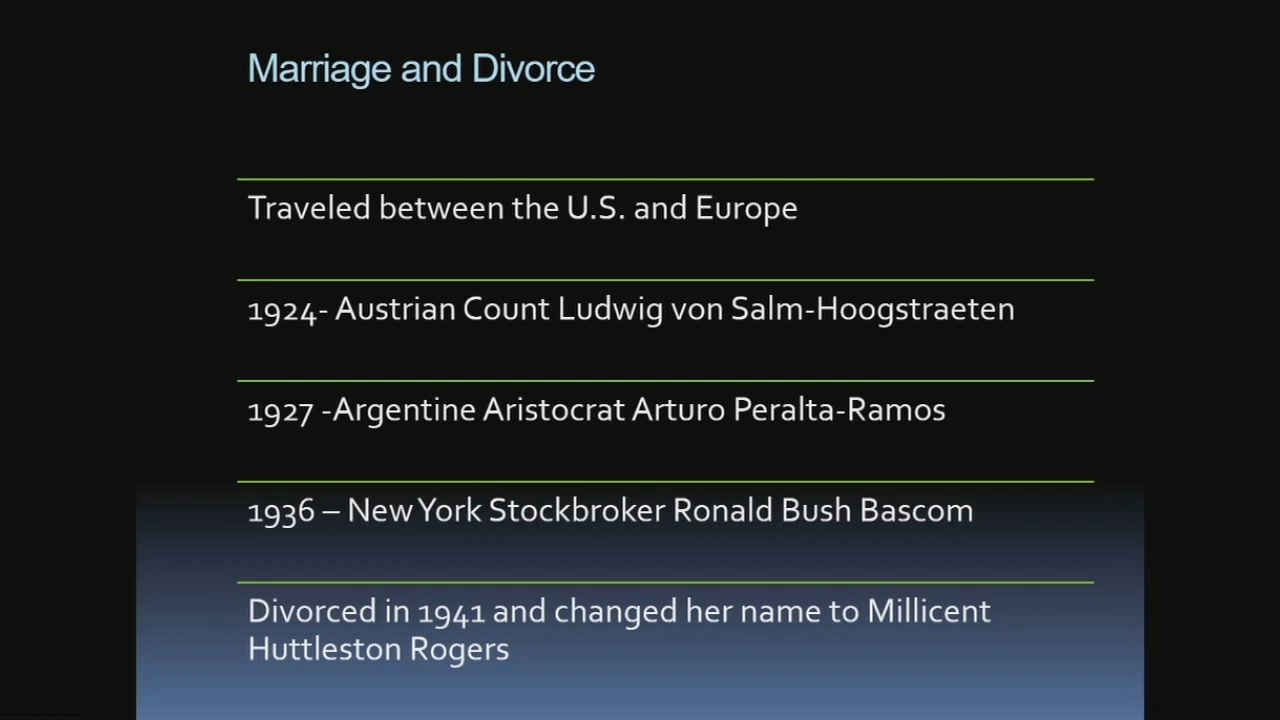 Marriage and Divorce
Traveled between the U.S. and Europe
1924- Austrian Count Ludwig von Salm-Hoogstraeten
1927 -Argentine Aristocrat Arturo Peralta-Ramos
1936 – New York Stockbroker Ronald Bush Bascom
Divorced in 1941 and changed her name to Millicent
Huttleston Rogers